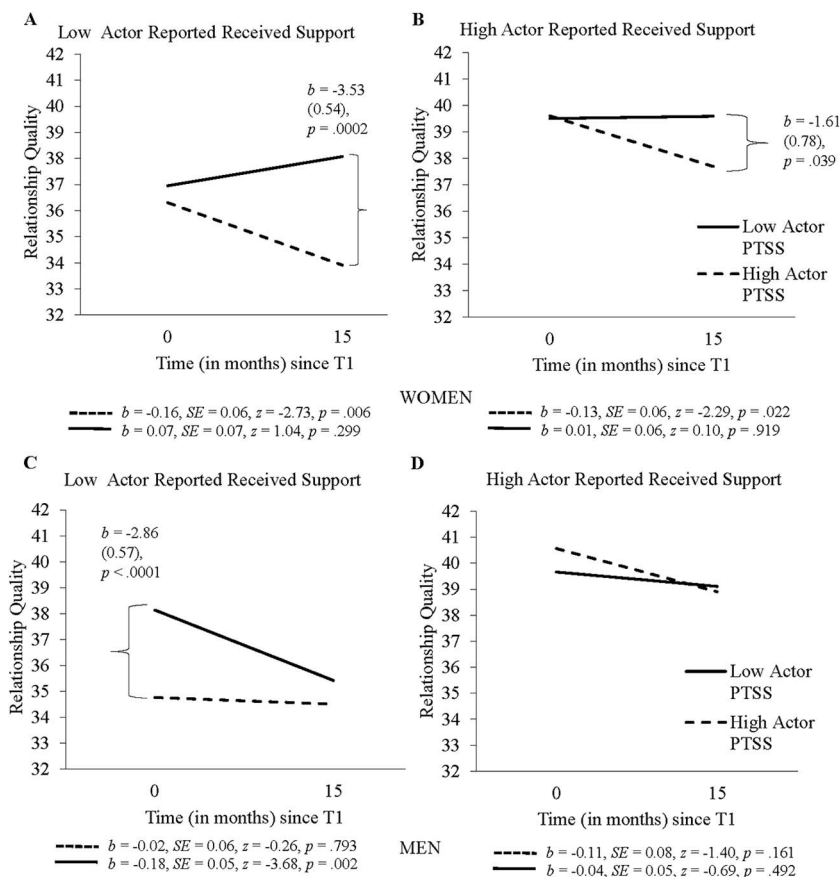 A
Low Actor Reported Received Support
42
41
40
39
38
37
36
35
34
33
32
Relationship Quality
b = -3.53
(0.54),
p = .0002
0
15
Time (in months) since T1
b = -0.16, SE = 0.06, z = -2.73, p = .006
b = 0.07, SE = 0.07, z = 1.04, p = .299
B
High Actor Reported Received Support
42
41
40
39
38
37
36
35
34
33
32
Relationship Quality
b = -1.61
(0.78),
p = .039
Low Actor
PTSS
High Actor
PTSS
0
15
Time (in months) since T1
b = -0.13, SE = 0.06, z = -2.29, p = .022
b = 0.01, SE = 0.06, z = 0.10, p = .919
WOMEN
C
Low Actor Reported Received Support
42
41
40
39
38
37
36
35
34
33
32
Relationship Quality
b = -2.86
(0.57),
p < .0001
0
15
Time (in months) since T1
b = -0.02, SE = 0.06, z = -0.26, p = .793
b = -0.18, SE = 0.05, z = -3.68, p = .002
D
High Actor Reported Received Support
42
41
40
39
38
37
36
35
34
33
32
Relationship Quality
Low Actor
PTSS
High Actor
PTSS
0
15
Time (in months) since T1
b = -0.11, SE = 0.08, z = -1.40, p = .161
b = -0.04, SE = 0.05, z = -0.69, p = .492
MEN